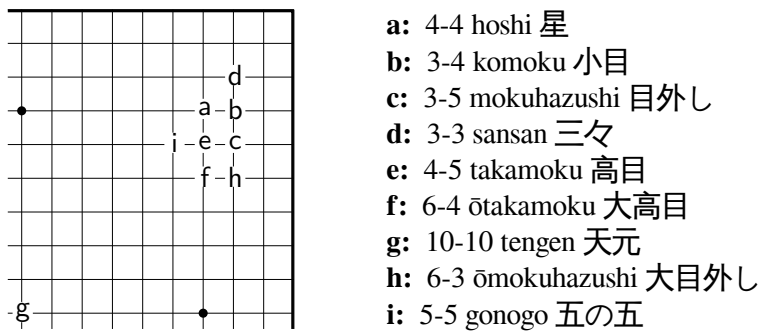 d
a b
i e c
f h
g
a: 4-4 hoshi 星
b: 3-4 komoku 小目
c: 3-5 mokuhazushi 目外し
d: 3-3 sansan 三々
e: 4-5 takamoku 高目
f: 6-4 ōtakamoku 大高目
g: 10-10 tengen 天元
h: 6-3 ōmokuhazushi 大目外し
i: 5-5 gonogo 五の五